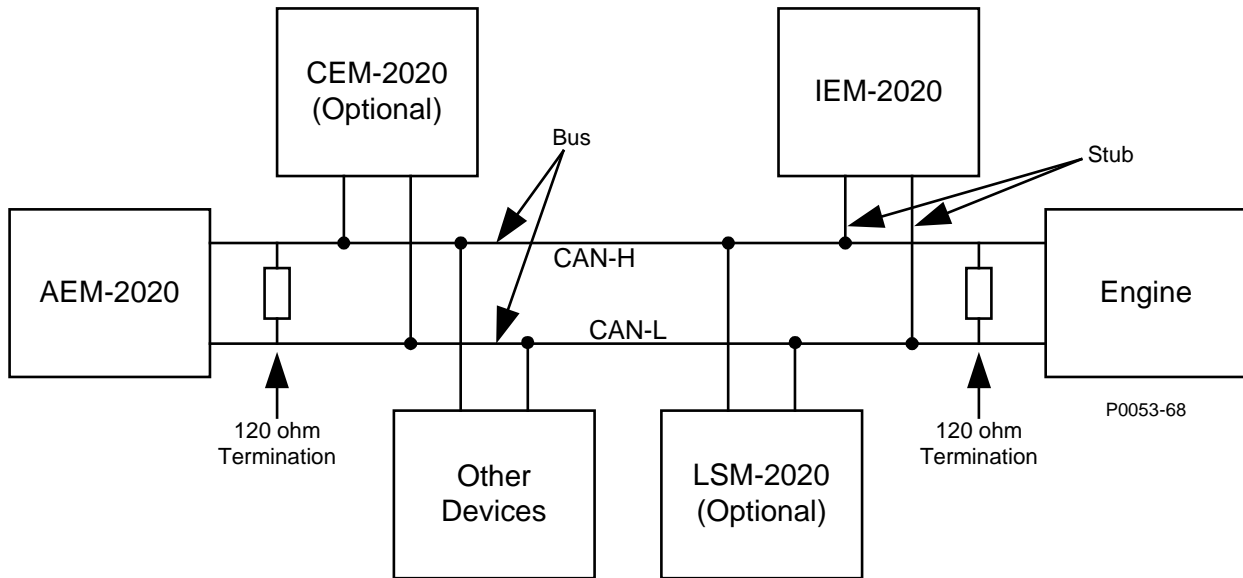 CEM-2020
(Optional)
IEM-2020
Bus
Stub
AEM-2020
CAN-H
Engine
CAN-L
P0053-68
120 ohm
Termination
120 ohm
Termination
Other
Devices
LSM-2020
(Optional)